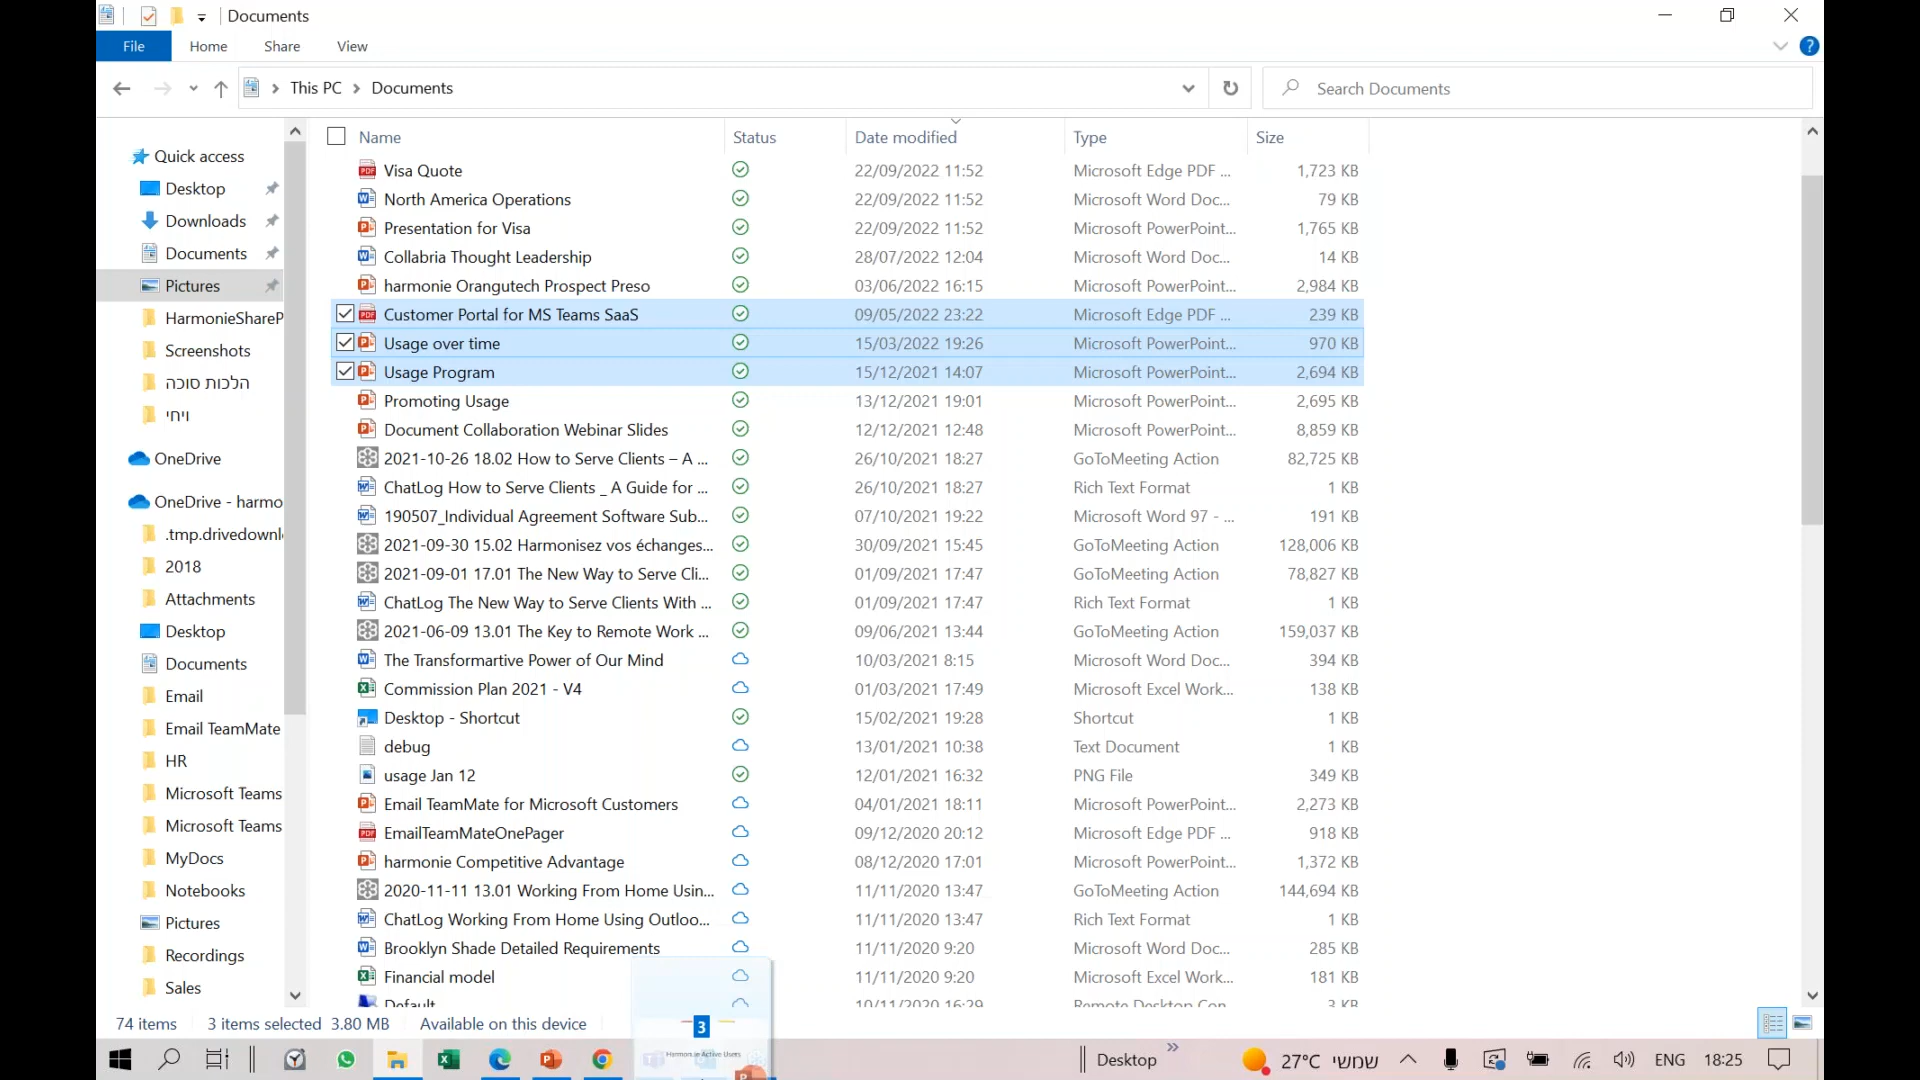 Documents
File Home Share View
This PC Documents Search Documents
Name Status Date modified Type Size
Quick access
Desktop
Downloads
Documents
Pictures
HarmonieShareP
Screenshots
הלכות סוכה
ויחי
OneDrive
OneDrive - harmo
.tmp.drivedownl
2018
Attachments
Desktop
Documents
Email
Email TeamMate
HR
Microsoft Teams
Microsoft Teams
MyDocs
Notebooks
Pictures
Recordings
Sales
Visa Quote 22/09/2022 11:52 Microsoft Edge PDF ... 1,723 KB
North America Operations 22/09/2022 11:52 Microsoft Word Doc... 79 KB
Presentation for Visa 22/09/2022 11:52 Microsoft PowerPoint... 1,765 KB
Collabria Thought Leadership 28/07/2022 12:04 Microsoft Word Doc... 14 KB
harmonie Orangutech Prospect Preso 03/06/2022 16:15 Microsoft PowerPoint... 2,984 KB
Customer Portal for MS Teams SaaS 09/05/2022 23:22 Microsoft Edge PDF ... 239 KB
Usage over time 15/03/2022 19:26 Microsoft PowerPoint... 970 KB
Usage Program 15/12/2021 14:07 Microsoft PowerPoint... 2,694 KB
Promoting Usage 13/12/2021 19:01 Microsoft PowerPoint... 2,695 KB
Document Collaboration Webinar Slides 12/12/2021 12:48 Microsoft PowerPoint... 8,859 KB
2021-10-26 18.02 How to Serve Clients – A ... 26/10/2021 18:27 GoToMeeting Action 82,725 KB
ChatLog How to Serve Clients _ A Guide for ... 26/10/2021 18:27 Rich Text Format 1 KB
190507_Individual Agreement Software Sub... 07/10/2021 19:22 Microsoft Word 97 - ... 191 KB
2021-09-30 15.02 Harmonisez vos échanges... 30/09/2021 15:45 GoToMeeting Action 128,006 KB
2021-09-01 17.01 The New Way to Serve Cli... 01/09/2021 17:47 GoToMeeting Action 78,827 KB
ChatLog The New Way to Serve Clients With ... 01/09/2021 17:47 Rich Text Format 1 KB
2021-06-09 13.01 The Key to Remote Work ... 09/06/2021 13:44 GoToMeeting Action 159,037 KB
The Transformartive Power of Our Mind 10/03/2021 8:15 Microsoft Word Doc... 394 KB
Commission Plan 2021 - V4 01/03/2021 17:49 Microsoft Excel Work... 138 KB
Desktop - Shortcut 15/02/2021 19:28 Shortcut 1 KB
debug 13/01/2021 10:38 Text Document 1 KB
usage Jan 12 12/01/2021 16:32 PNG File 349 KB
Email TeamMate for Microsoft Customers 04/01/2021 18:11 Microsoft PowerPoint... 2,273 KB
EmailTeamMateOnePager 09/12/2020 20:12 Microsoft Edge PDF ... 918 KB
harmonie Competitive Advantage 08/12/2020 17:01 Microsoft PowerPoint... 1,372 KB
2020-11-11 13.01 Working From Home Usin... 11/11/2020 13:47 GoToMeeting Action 144,694 KB
ChatLog Working From Home Using Outloo... 11/11/2020 13:47 Rich Text Format 1 KB
Brooklyn Shade Detailed Requirements 11/11/2020 9:20 Microsoft Word Doc... 285 KB
Financial model 11/11/2020 9:20 Microsoft Excel Work... 181 KB
Default 10/11/2020 16:29 Remote Desktop Con... 3 KB
74 items 3 items selected 3.80 MB Available on this device
3
Harmon.ie Active Users
Desktop 27°C שמשי ENG 18:25